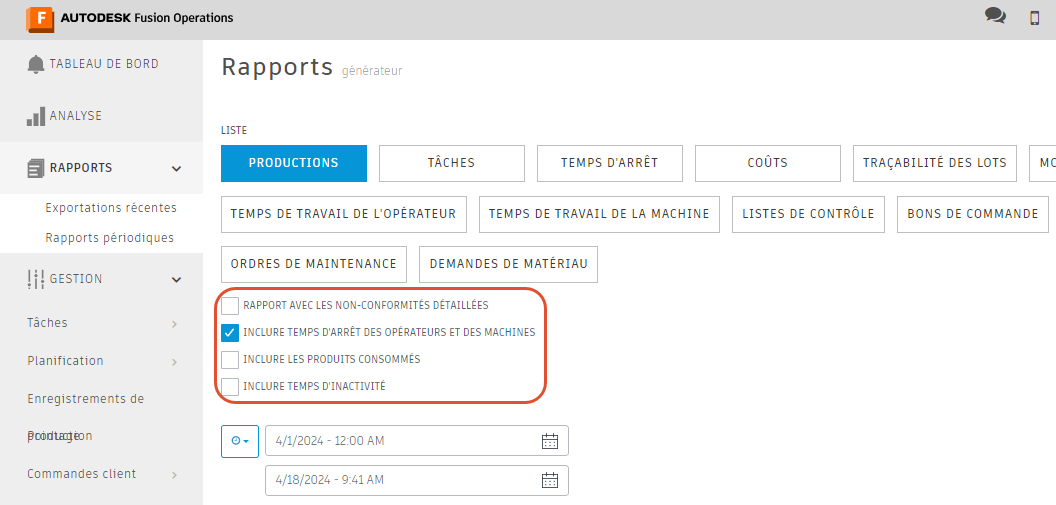 AUTODESK Fusion Operations
TABLEAU DE BORD
ANALYSE
RAPPORTS
Exportations récentes
Rapports périodiques
GESTION
Tâches
Planification
Enregistrements de
production
Commandes client
Rapports générateur
LISTE
PRODUCTIONS TÂCHES TEMPS D'ARRÊT COÛTS TRAÇABILITÉ DES LOTS MO
TEMPS DE TRAVAIL DE L'OPÉRATEUR TEMPS DE TRAVAIL DE LA MACHINE LISTES DE CONTRÔLE BONS DE COMMANDE
ORDRES DE MAINTENANCE DEMANDES DE MATÉRIAU
RAPPORT AVEC LES NON-CONFORMITÉS DÉTAILLÉES
INCLURE TEMPS D'ARRÊT DES OPÉRATEURS ET DES MACHINES
INCLURE LES PRODUITS CONSOMMÉS
INCLURE TEMPS D'INACTIVITÉ
4/1/2024 - 12:00 AM
4/18/2024 - 9:41 AM